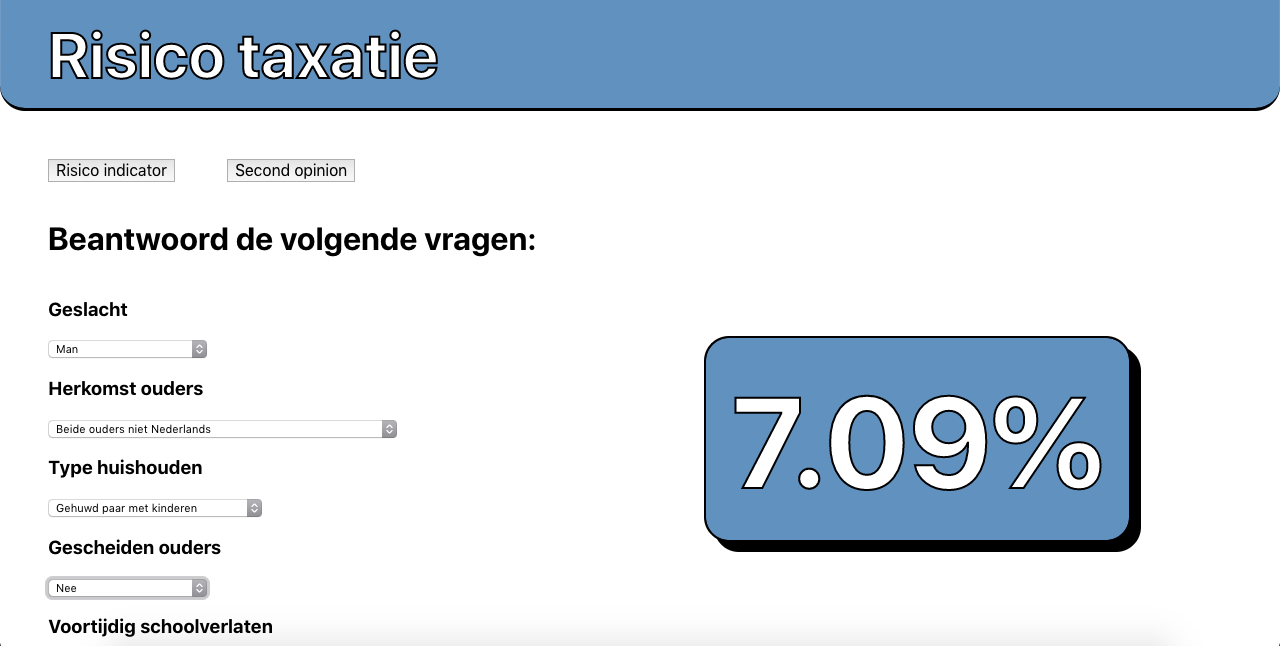 Risico taxatie
Risico indicator
Second opinion
Beantwoord de volgende vragen:
Geslacht
Man
Herkomst ouders
Beide ouders niet Nederlands
Type huishouden
Gehuwd paar met kinderen
Gescheiden ouders
Nee
Voortijdig schoolverlaten
7.09%